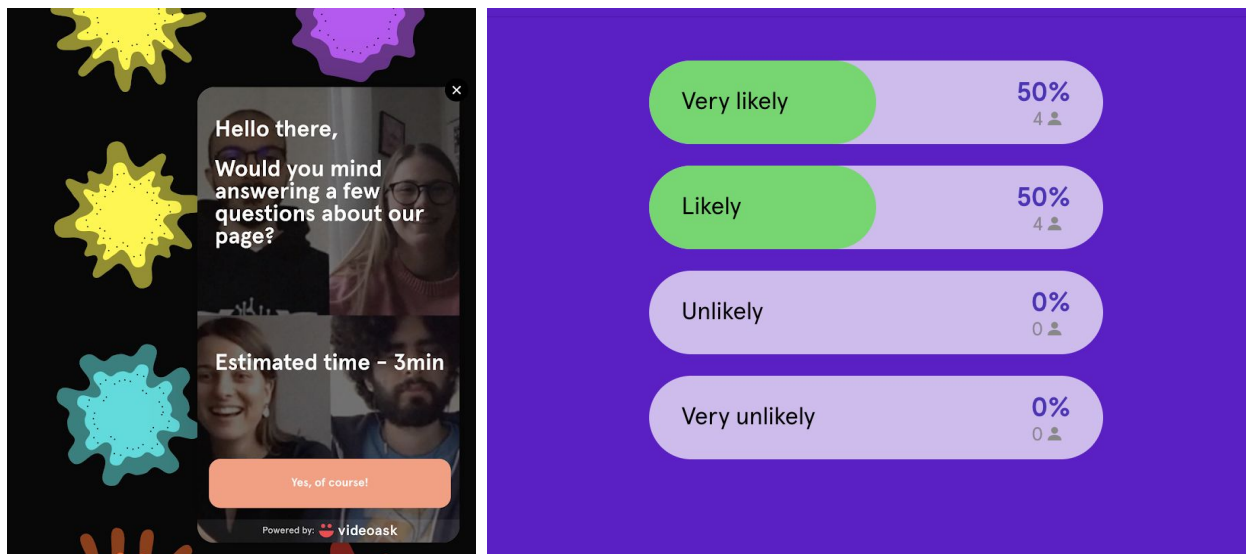 Hello there,
Would you mind
answering a few
questions about our
page?
Estimated time - 3min
Yes, of course!
Powered by: videoask
Very likely
50%
4
Likely
50%
4
Unlikely
0%
0
Very unlikely
0%
0